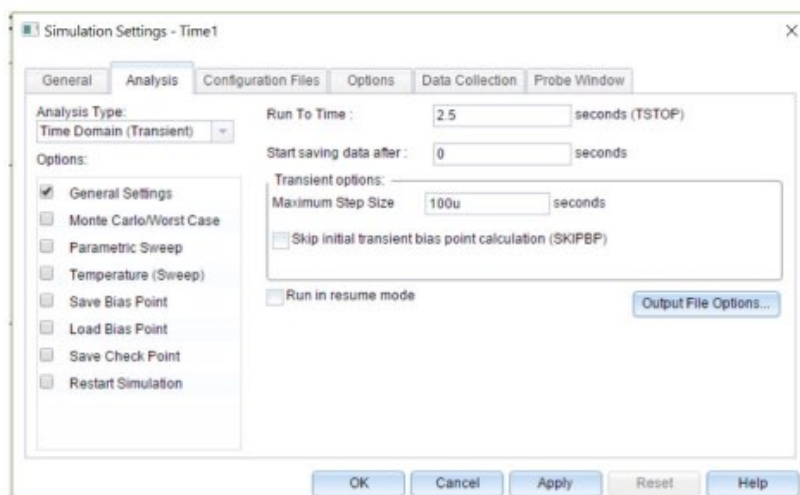 Simulation Settings - Time1
General Analysis Configuration Files Options Data Collection Probe Window
Analysis Type:
Time Domain (Transient)
Options:
General Settings
Monte Carlo/Worst Case
Parametric Sweep
Temperature (Sweep)
Save Bias Point
Load Bias Point
Save Check Point
Restart Simulation
Run To Time : 2.5 seconds (TSTOP)
Start saving data after : 0 seconds
Transient options:
Maximum Step Size 100u seconds
Skip initial transient bias point calculation (SKIPBP)
Run in resume mode
Output File Options...
OK Cancel Apply Reset Help